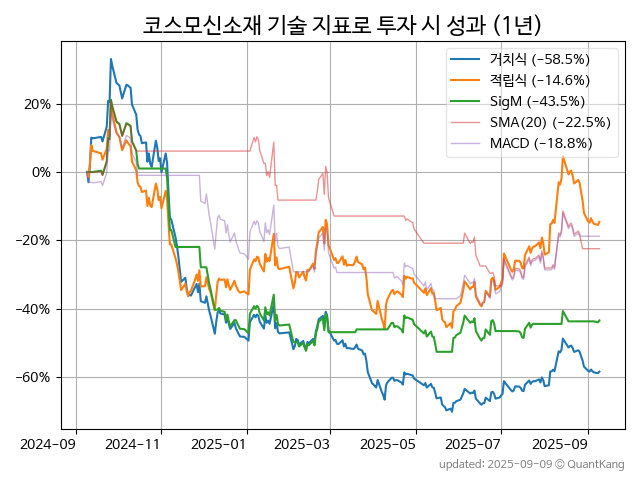 코스모신소재 기술 지표로 투자 시 성과 (1년)
거치식 (−58.5%)
적립식 (−14.6%)
SigM (−43.5%)
SMA(20) (−22.5%)
MACD (−18.8%)
20%
0%
−20%
−40%
−60%
2024−09
2024−11
2025−01
2025−03
2025−05
2025−07
2025−09
updated: 2025−09−09 © QuantKang